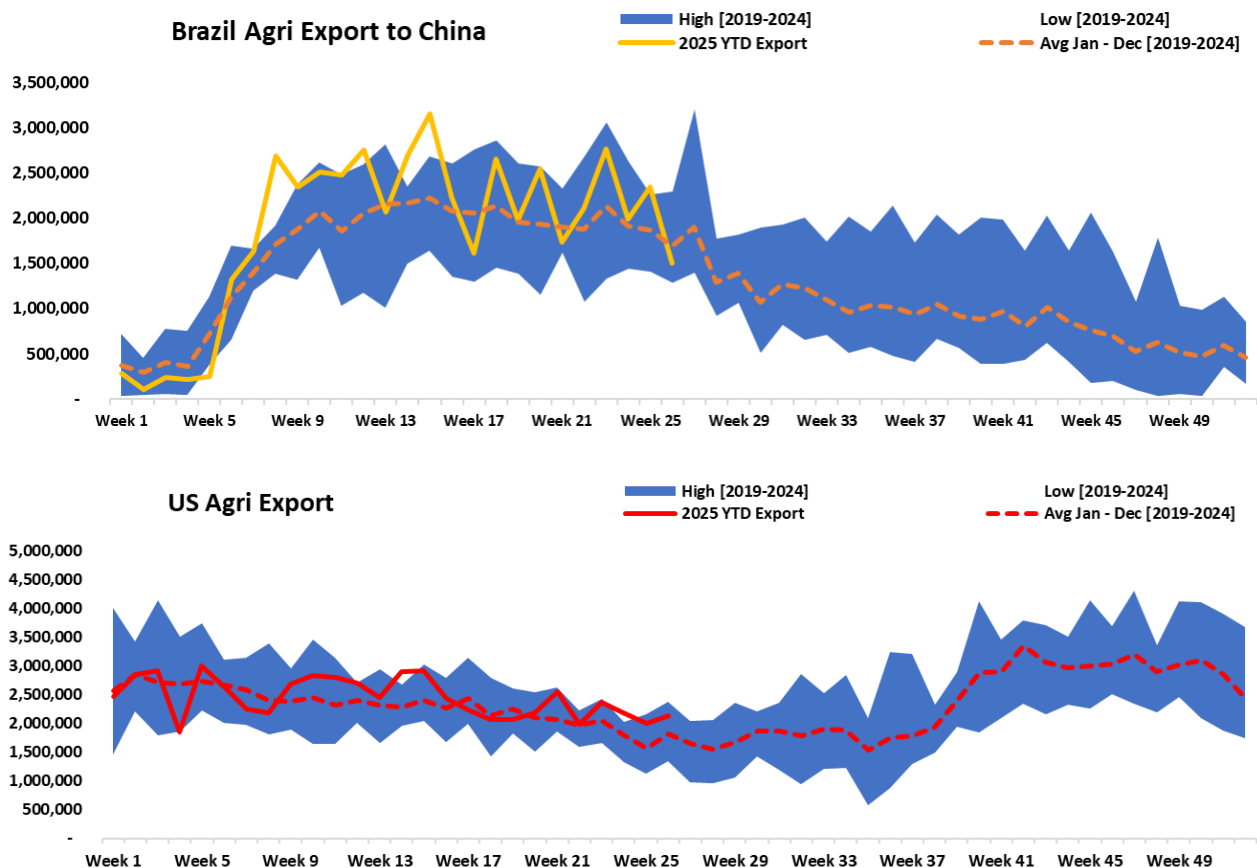 Brazil Agri Export to China
High [2019-2024]
Low [2019-2024]
2025 YTD Export
Avg Jan - Dec [2019-2024]
3,500,000
3,000,000
2,500,000
2,000,000
1,500,000
1,000,000
500,000
-
Week 1 Week 5 Week 9 Week 13 Week 17 Week 21 Week 25 Week 29 Week 33 Week 37 Week 41 Week 45 Week 49
US Agri Export
High [2019-2024]
Low [2019-2024]
2025 YTD Export
Avg Jan - Dec [2019-2024]
5,000,000
4,500,000
4,000,000
3,500,000
3,000,000
2,500,000
2,000,000
1,500,000
1,000,000
500,000
-
Week 1 Week 5 Week 9 Week 13 Week 17 Week 21 Week 25 Week 29 Week 33 Week 37 Week 41 Week 45 Week 49